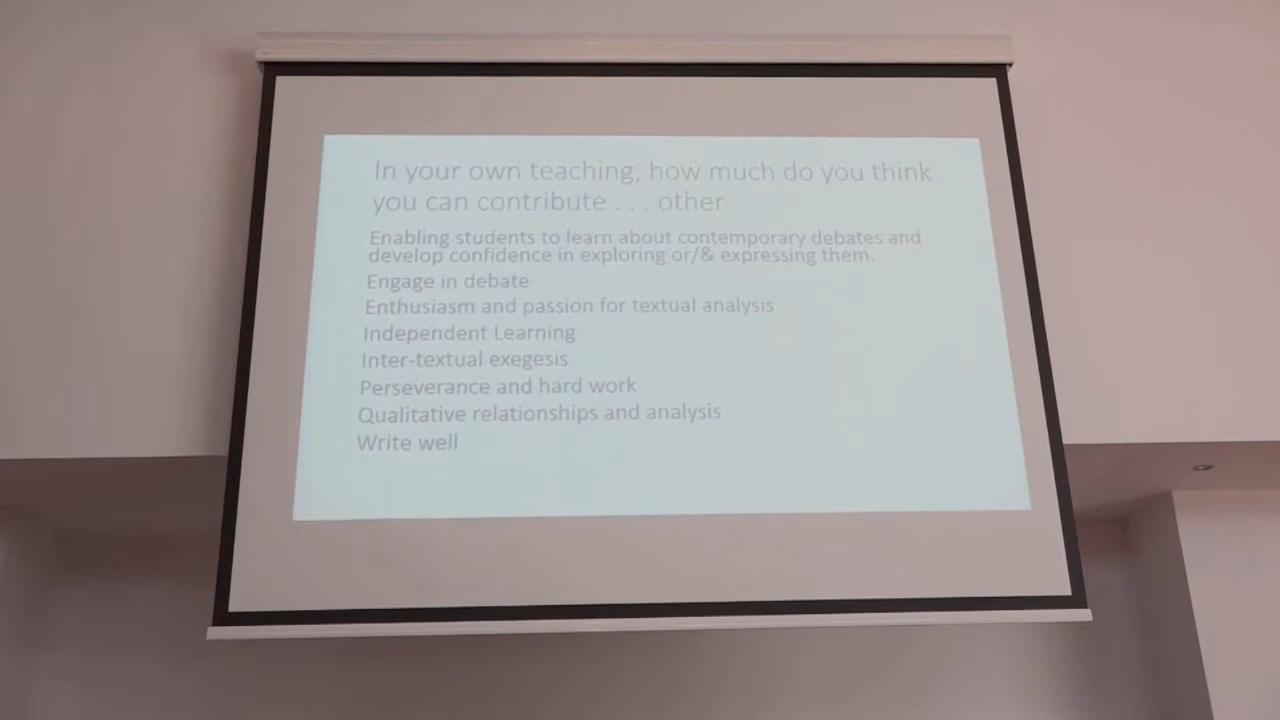 In your own teaching, how much do you think
you can contribute . . . other
Enabling students to learn about contemporary debates and
develop confidence in exploring or/& expressing them.
Engage in debate
Enthusiasm and passion for textual analysis
Independent Learning
Inter-textual exegesis
Perseverance and hard work
Qualitative relationships and analysis
Write well